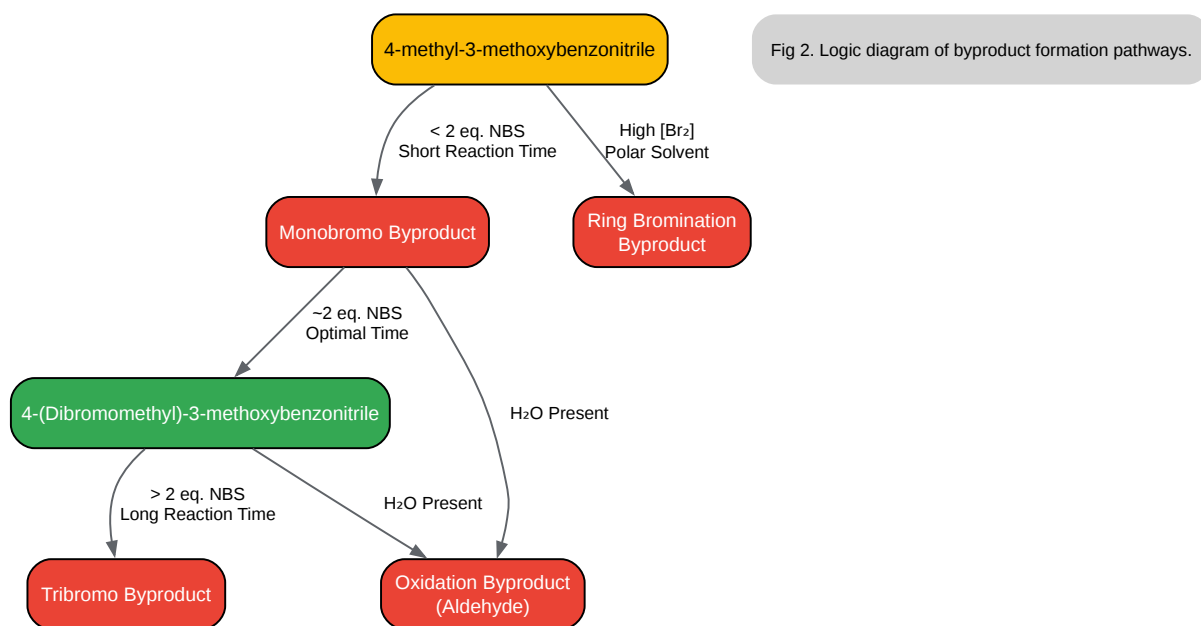 4-methyl-3-methoxybenzonitrile
Fig 2. Logic diagram of byproduct formation pathways.
< 2 eq. NBS
Short Reaction Time
High [Br₂]
Polar Solvent
Monobromo Byproduct
Ring Bromination
Byproduct
~2 eq. NBS
Optimal Time
4-(Dibromomethyl)-3-methoxybenzonitrile
H₂O Present
> 2 eq. NBS
Long Reaction Time
H₂O Present
Tribromo Byproduct
Oxidation Byproduct
(Aldehyde)